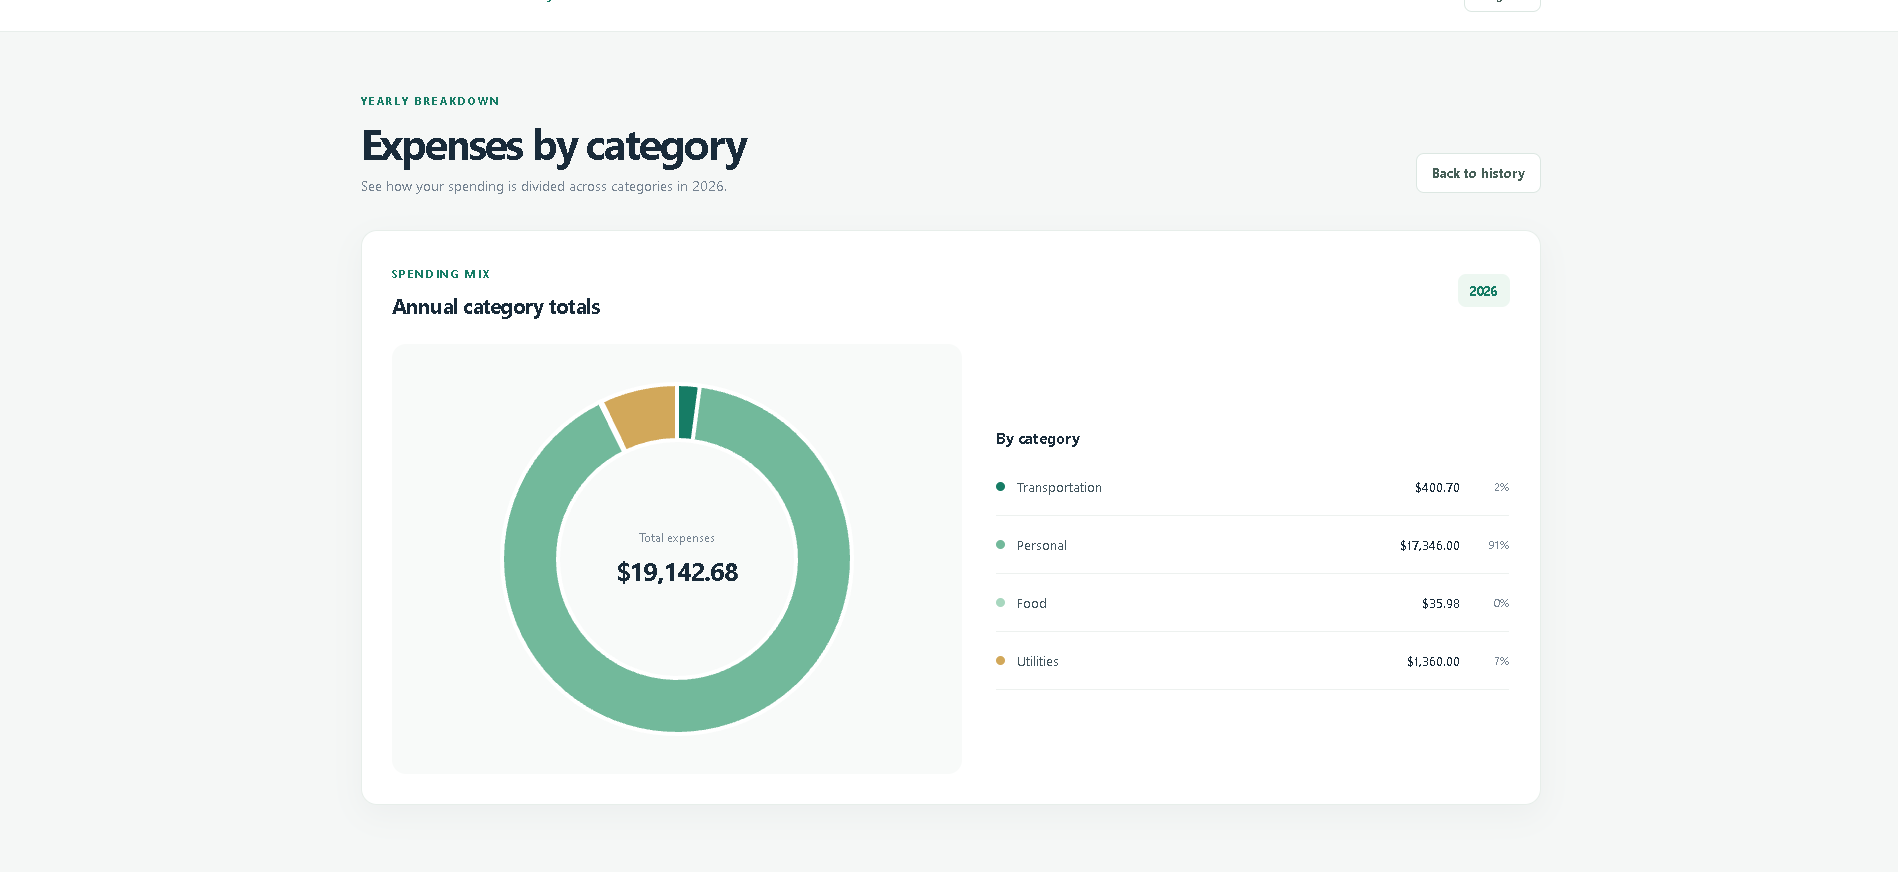 YEARLY BREAKDOWN
Expenses by category
See how your spending is divided across categories in 2026.
Back to history
SPENDING MIX
Annual category totals
2026
Total expenses
$19,142.68
By category
Transportation $400.70 2%
Personal $17,346.00 91%
Food $35.98 0%
Utilities $1,360.00 7%